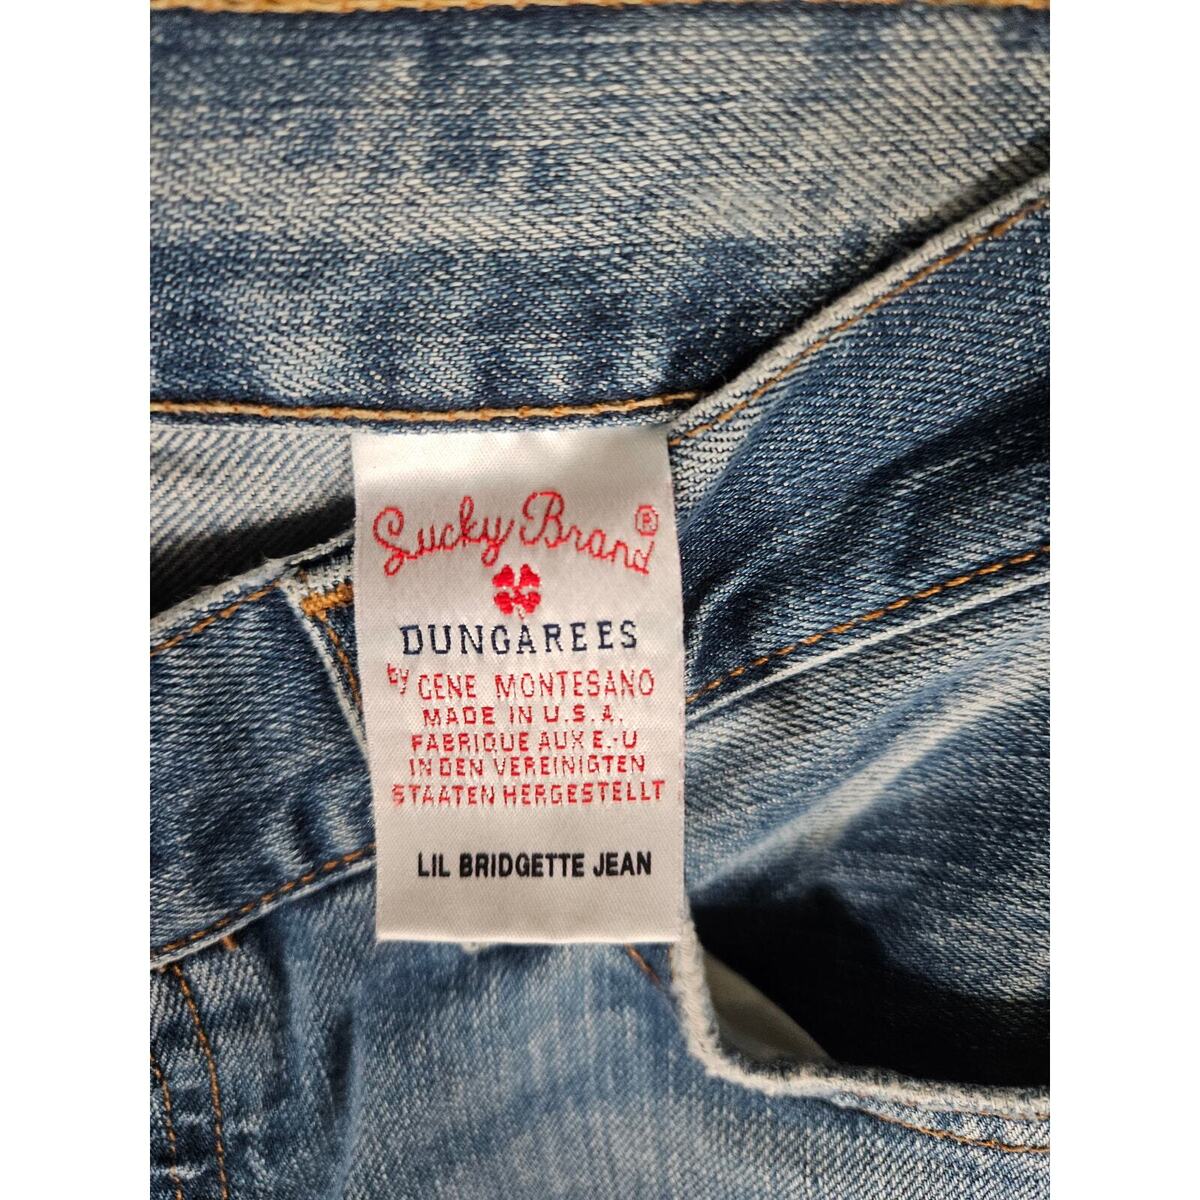 Lucky Brand®
DUNGAREES
by GENE MONTESANO
MADE IN U.S.A.
FABRIQUE AUX E.-U
IN DEN VEREINIGTEN
STAATEN HERGESTELLT
LIL BRIDGETTE JEAN